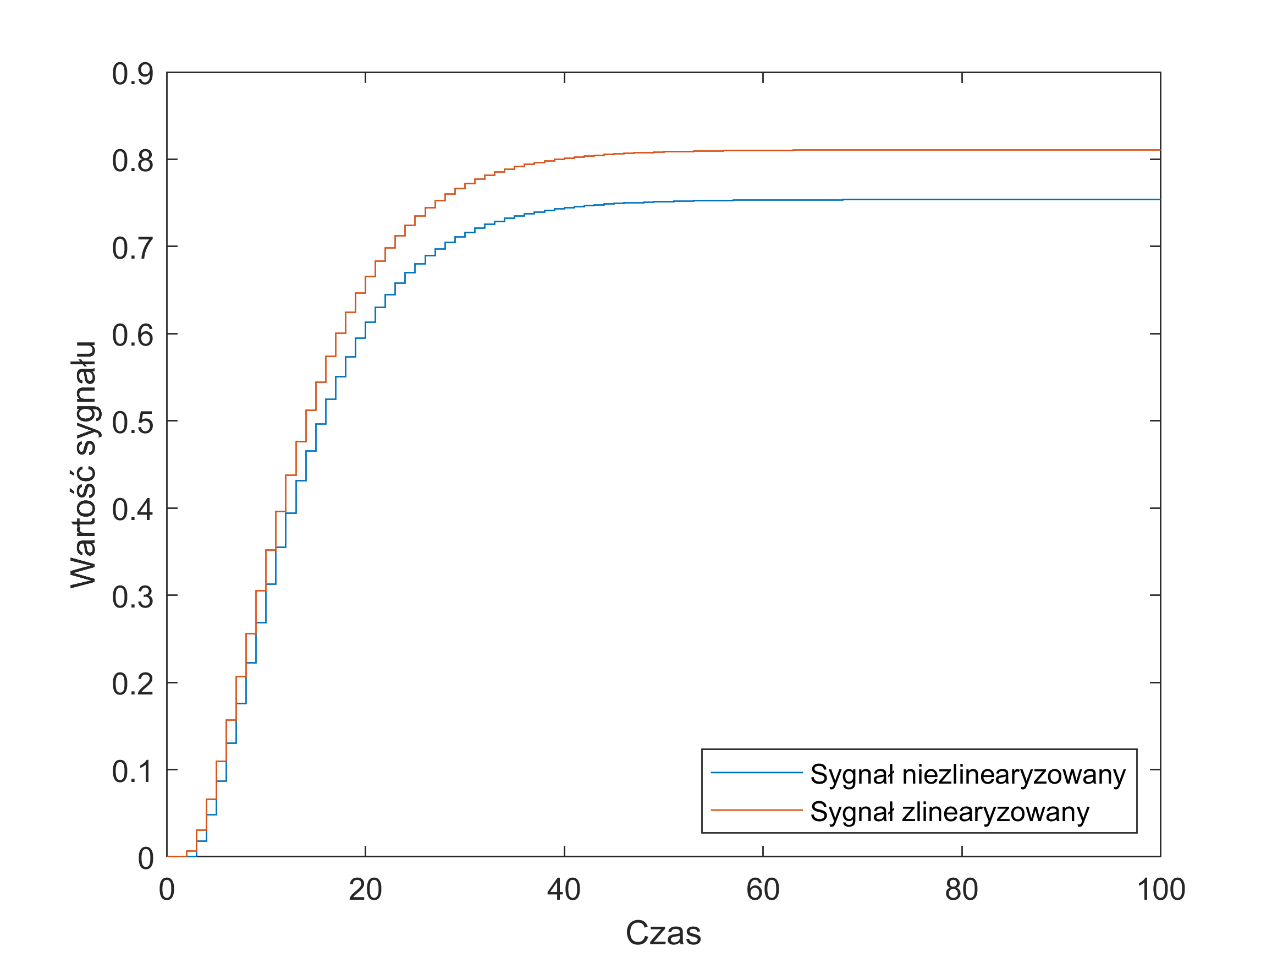 0.9
0.8
0.7
0.6
0.5
0.4
0.3
0.2
0.1
0
Wartość sygnału
Sygnał niezlinearyzowany
Sygnał zlinearyzowany
0 20 40 60 80 100
Czas